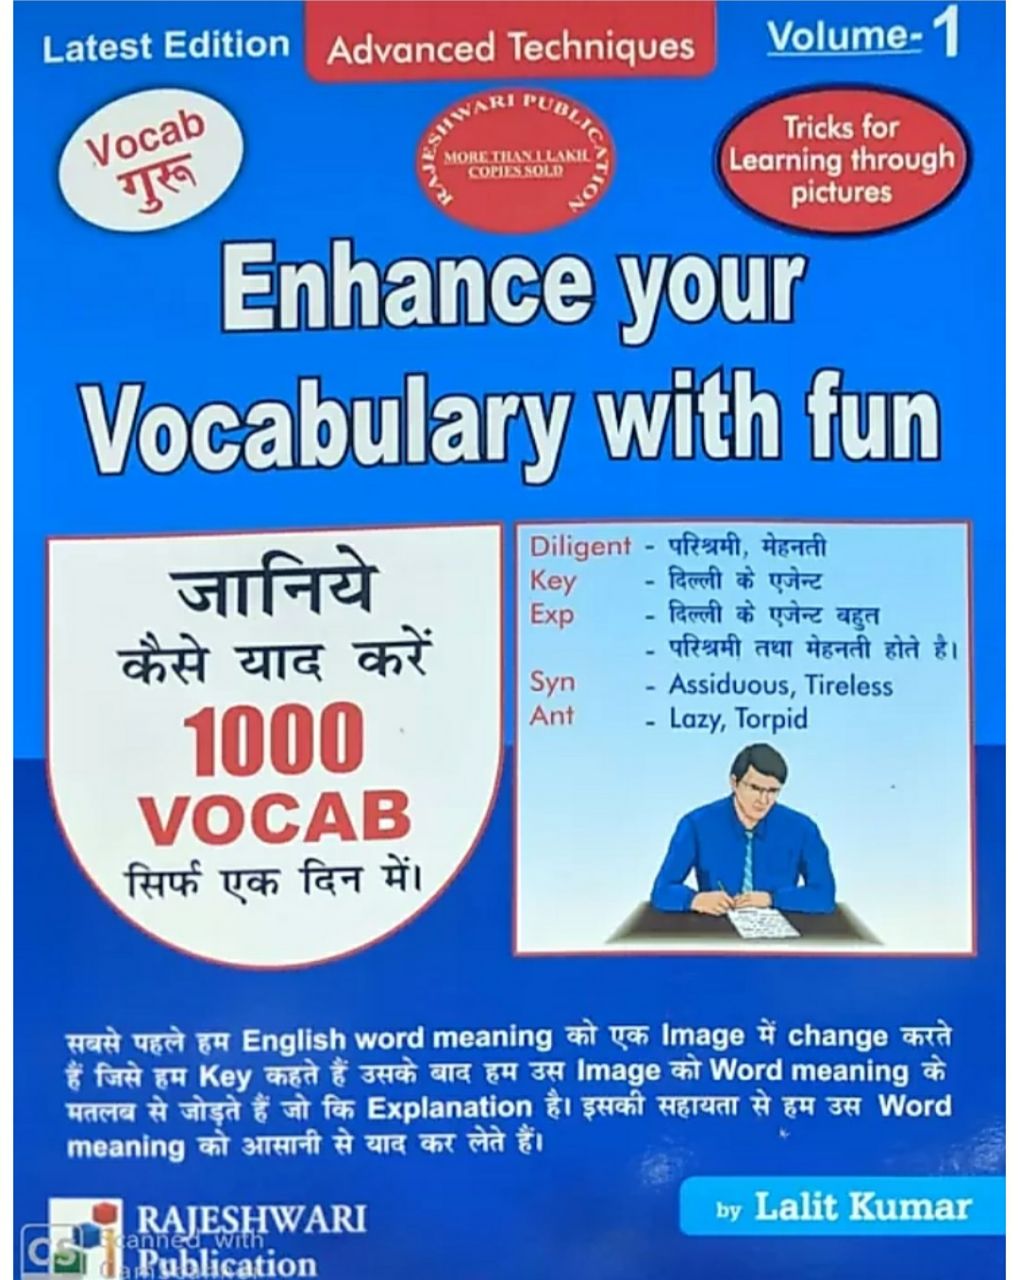 Latest Edition
Advanced Techniques
Volume-1
Vocab
गुरू
RAJESHWARI PUBLICATION
MORE THAN 1 LAKH
COPIES SOLD
Tricks for
Learning through
pictures
Enhance your
Vocabulary with fun
जानिये
कैसे याद करें
1000
VOCAB
सिर्फ एक दिन में।
Diligent - परिश्रमी, मेहनती
Key - दिल्ली के एजेन्ट
Exp - दिल्ली के एजेन्ट बहुत
- परिश्रमी तथा मेहनती होते है।
Syn - Assiduous, Tireless
Ant - Lazy, Torpid
सबसे पहले हम English word meaning को एक Image में change करते
हैं जिसे हम Key कहते हैं उसके बाद हम उस Image को Word meaning के
मतलब से जोड़ते हैं जो कि Explanation है। इसकी सहायता से हम उस Word
meaning को आसानी से याद कर लेते हैं।
by Lalit Kumar
RAJESHWARI
Publication
CS Scanned with
CamScanner